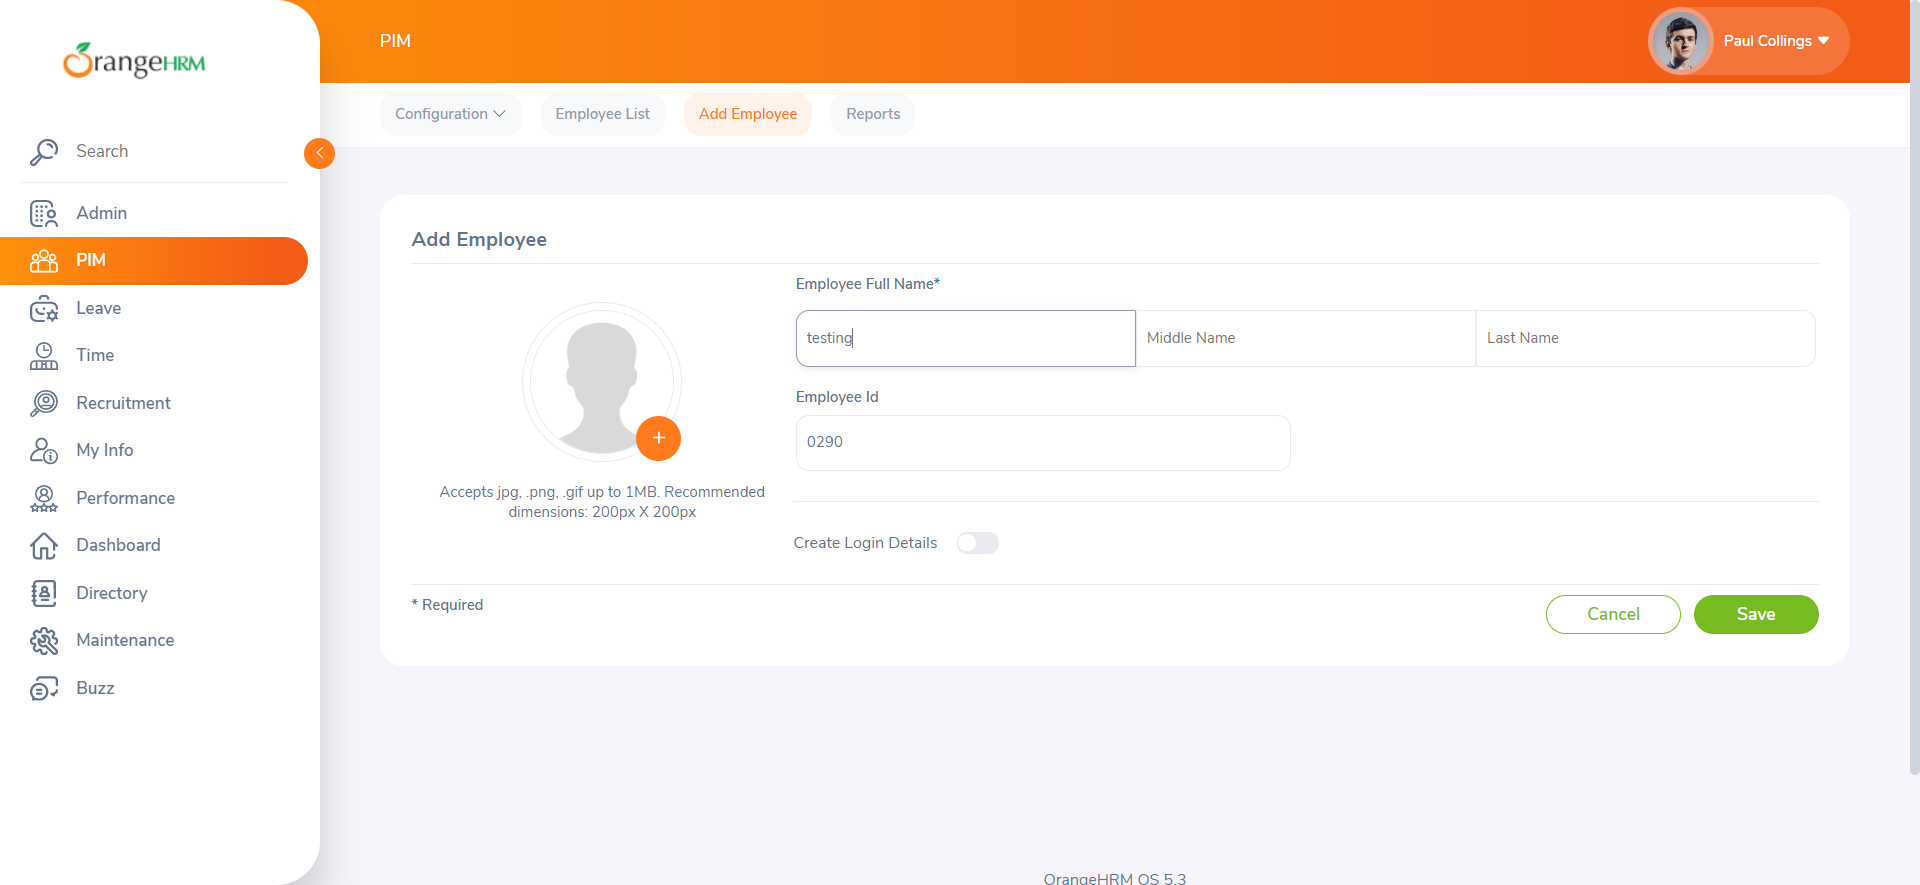 OrangeHRM
PIM
Paul Collings
Configuration
Employee List
Add Employee
Reports
Search
Admin
PIM
Leave
Time
Recruitment
My Info
Performance
Dashboard
Directory
Maintenance
Buzz
Add Employee
Employee Full Name*
testing
Middle Name
Last Name
Employee Id
0290
Accepts jpg, .png, .gif up to 1MB. Recommended
dimensions: 200px X 200px
Create Login Details
* Required
Cancel
Save
OrangeHRM OS 5.3